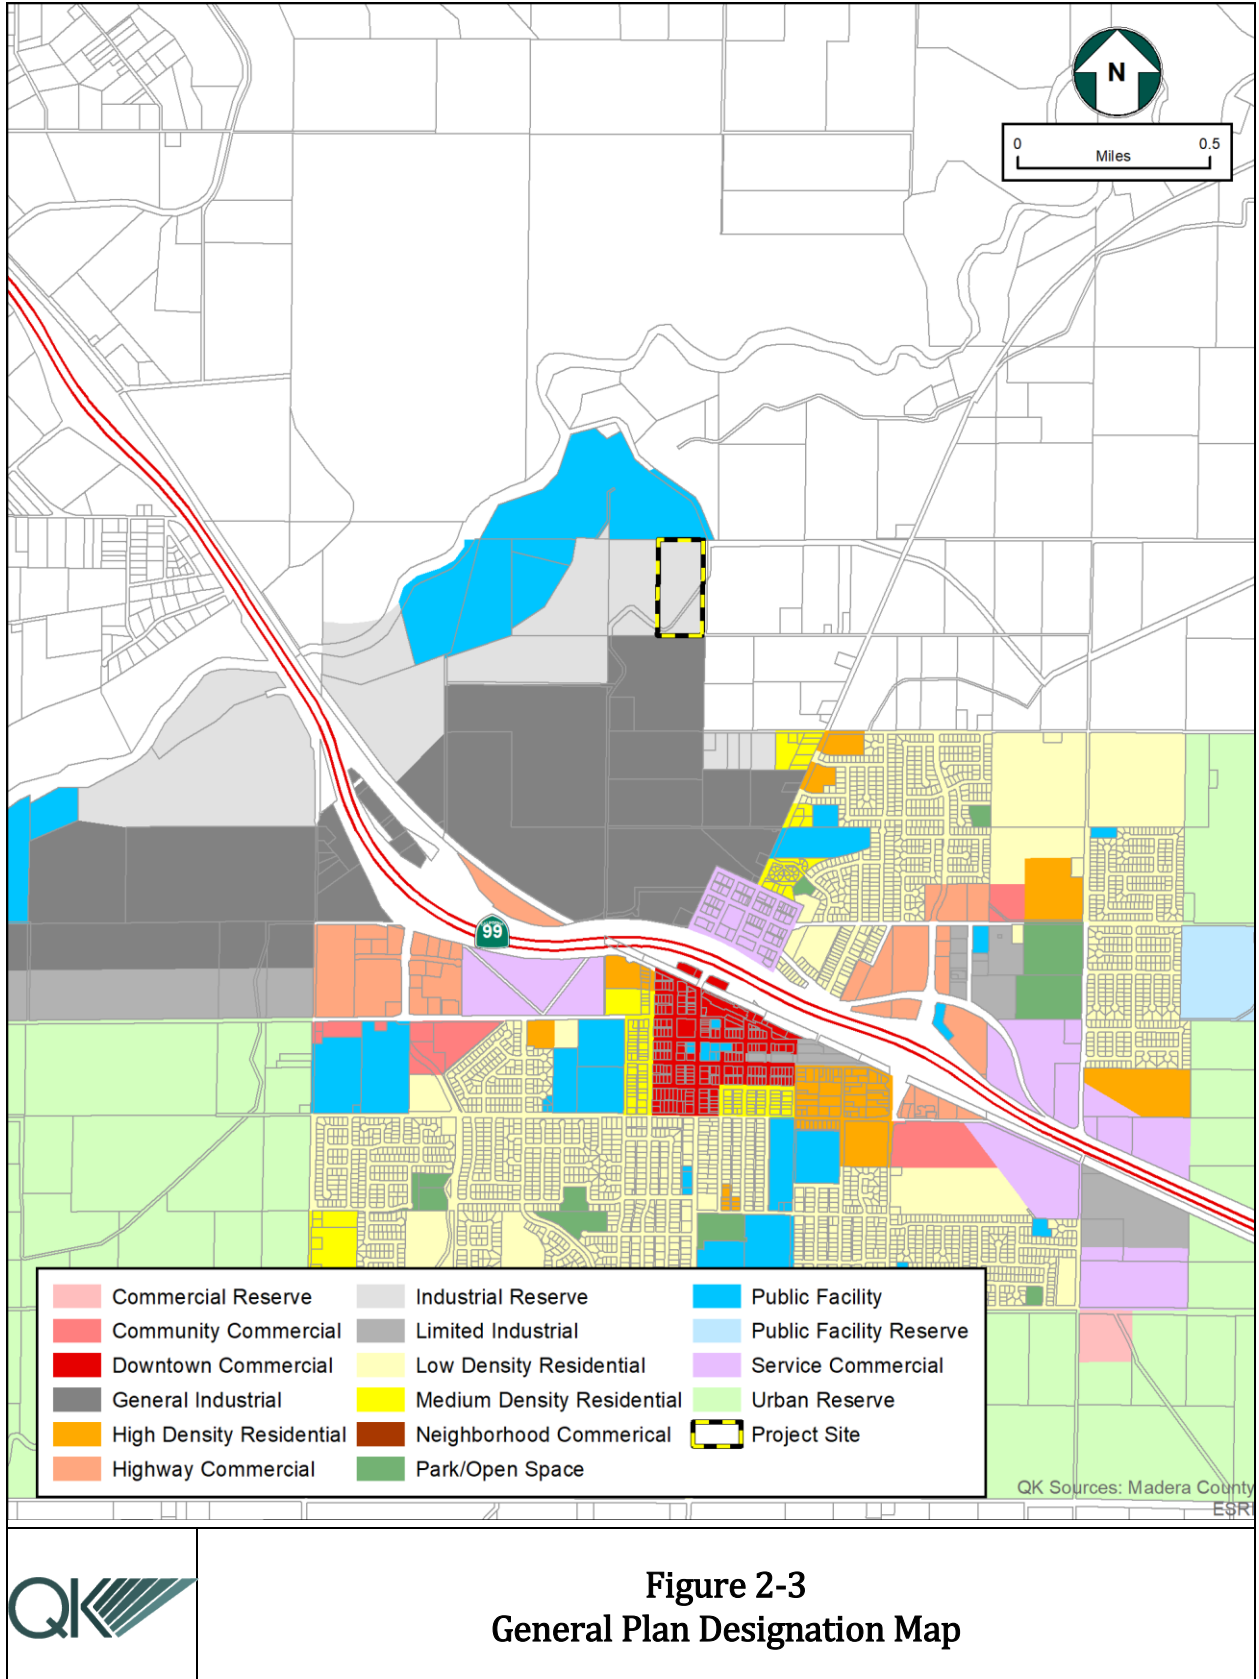 N
0 0.5
Miles
99
Commercial Reserve
Community Commercial
Downtown Commercial
General Industrial
High Density Residential
Highway Commercial
Industrial Reserve
Limited Industrial
Low Density Residential
Medium Density Residential
Neighborhood Commerical
Park/Open Space
Public Facility
Public Facility Reserve
Service Commercial
Urban Reserve
Project Site
QK Sources: Madera County
ESRI
QK
Figure 2-3
General Plan Designation Map